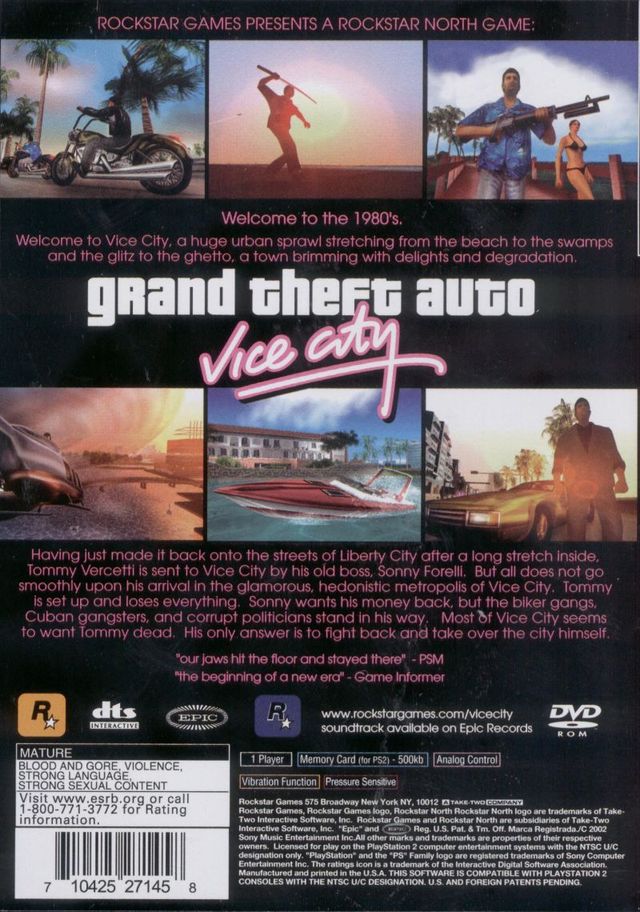 ROCKSTAR GAMES PRESENTS A ROCKSTAR NORTH GAME:
Welcome to the 1980's.
Welcome to Vice City, a huge urban sprawl stretching from the beach to the swamps
and the glitz to the ghetto, a town brimming with delights and degradation.
grand theft auto
Vice City
Having just made it back onto the streets of Liberty City after a long stretch inside,
Tommy Vercetti is sent to Vice City by his old boss, Sonny Forelli. But all does not go
smoothly upon his arrival in the glamorous, hedonistic metropolis of Vice City. Tommy
is set up and loses everything. Sonny wants his money back, but the biker gangs,
Cuban gangsters, and corrupt politicians stand in his way. Most of Vice City seems
to want Tommy dead. His only answer is to fight back and take over the city himself.
"our jaws hit the floor and stayed there" - PSM
"the beginning of a new era" - Game Informer
R
dts
INTERACTIVE
EPIC
R
www.rockstargames.com/vicecity
soundtrack available on Epic Records
DVD
ROM
MATURE
BLOOD AND GORE, VIOLENCE,
STRONG LANGUAGE,
STRONG SEXUAL CONTENT
Visit www.esrb.org or call
1-800-771-3772 for Rating
information.
7 10425 27145 8
1 Player
Memory Card (for PS2) - 500kb
Analog Control
Vibration Function
Pressure Sensitive
Rockstar Games 575 Broadway New York NY, 10012 A TAKE-TWO COMPANY
Rockstar Games, Rockstar Games logo, Rockstar North Rockstar North logo are trademarks of Take-
Two Interactive Software, Inc. Rockstar Games and Rockstar North are subsidiaries of Take-Two
Interactive Software, Inc. "Epic" and EPIC Reg. U.S. Pat. & Tm. Off. Marca Registrada./C 2002
Sony Music Entertainment Inc.All other marks and trademarks are properties of their respective
owners. Licensed for play on the PlayStation 2 computer entertainment systems with the NTSC U/C
designation only. "PlayStation" and the "PS" Family logo are registered trademarks of Sony Computer
Entertainment Inc. The ratings icon is a trademark of the Interactive Digital Software Association.
Manufactured and printed in the U.S.A. THIS SOFTWARE IS COMPATIBLE WITH PLAYSTATION 2
CONSOLES WITH THE NTSC U/C DESIGNATION. U.S. AND FOREIGN PATENTS PENDING.